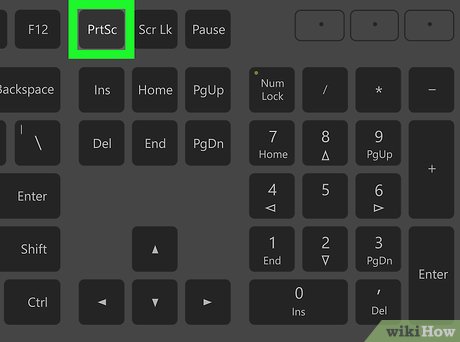 F12 PrtSc Scr Lk Pause
Backspace Ins Home PgUp Num Lock / * −
\ Del End PgDn 7 Home 8 9 PgUp +
Enter 4 5 6
Shift 1 End 2 3 PgDn Enter
Ctrl 0 Ins , Del
wikiHow